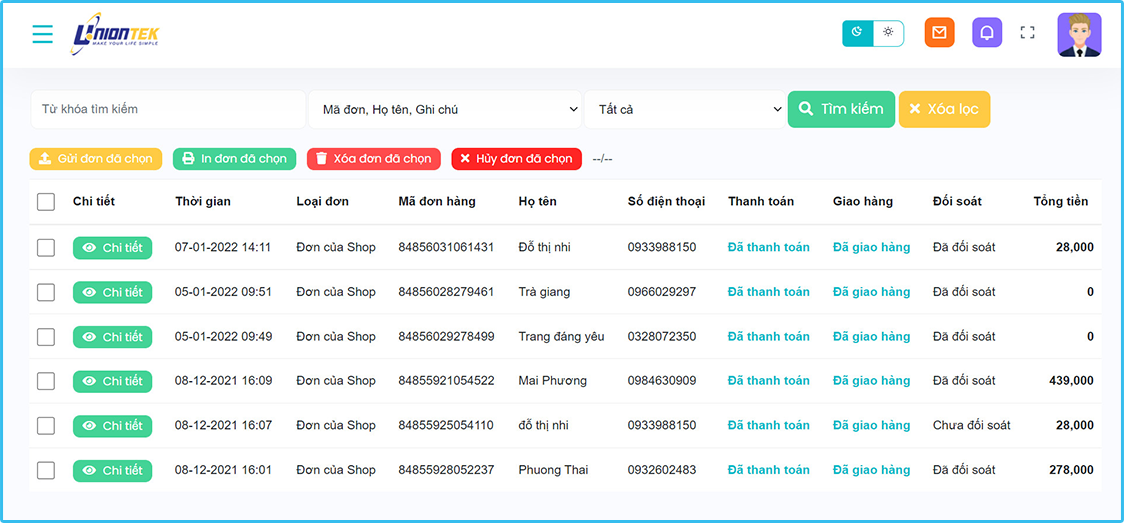 UNIONTEK
MAKE YOUR LIFE SIMPLE
Từ khóa tìm kiếm Mã đơn, Họ tên, Ghi chú Tất cả Tìm kiếm Xóa lọc
Gửi đơn đã chọn In đơn đã chọn Xóa đơn đã chọn Hủy đơn đã chọn --/--
Chi tiết Thời gian Loại đơn Mã đơn hàng Họ tên Số điện thoại Thanh toán Giao hàng Đối soát Tổng tiền
Chi tiết 07-01-2022 14:11 Đơn của Shop 84856031061431 Đỗ thị nhi 0933988150 Đã thanh toán Đã giao hàng Đã đối soát 28,000
Chi tiết 05-01-2022 09:51 Đơn của Shop 84856028279461 Trà giang 0966029297 Đã thanh toán Đã giao hàng Đã đối soát 0
Chi tiết 05-01-2022 09:49 Đơn của Shop 84856029278499 Trang đáng yêu 0328072350 Đã thanh toán Đã giao hàng Đã đối soát 0
Chi tiết 08-12-2021 16:09 Đơn của Shop 84855921054522 Mai Phương 0984630909 Đã thanh toán Đã giao hàng Đã đối soát 439,000
Chi tiết 08-12-2021 16:07 Đơn của Shop 84855925054110 đỗ thị nhi 0933988150 Đã thanh toán Đã giao hàng Chưa đối soát 28,000
Chi tiết 08-12-2021 16:01 Đơn của Shop 84855928052237 Phuong Thai 0932602483 Đã thanh toán Đã giao hàng Đã đối soát 278,000